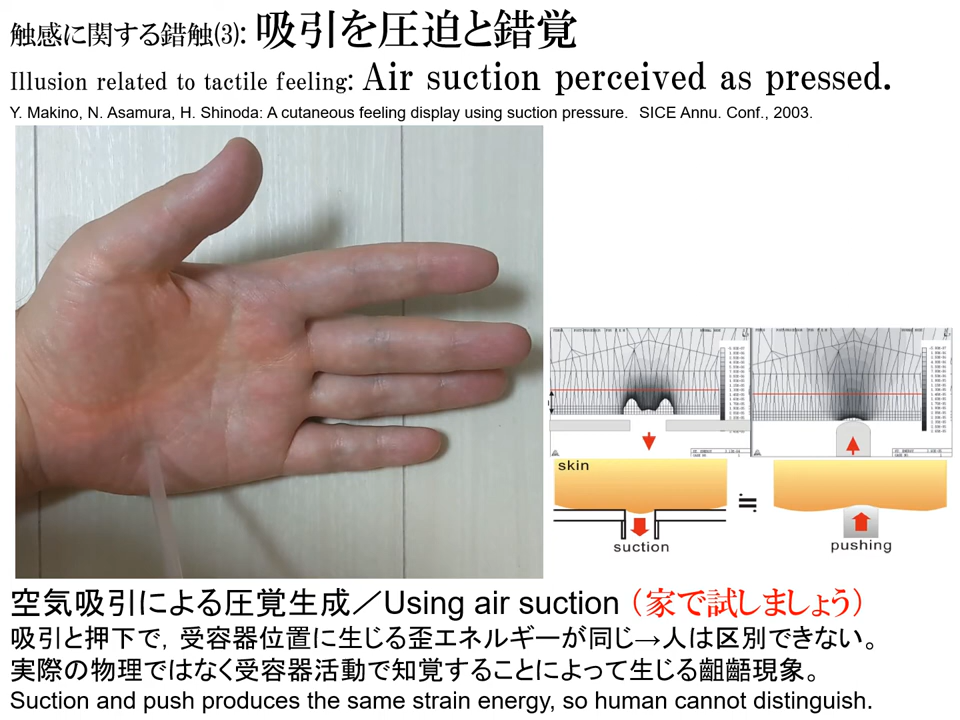 触感に関する錯触(3): 吸引を圧迫と錯覚
Illusion related to tactile feeling: Air suction perceived as pressed.
Y. Makino, N. Asamura, H. Shinoda: A cutaneous feeling display using suction pressure. SICE Annu. Conf., 2003.
skin
suction
≒
pushing
空気吸引による圧覚生成／Using air suction（家で試しましょう）
吸引と押下で，受容器位置に生じる歪エネルギーが同じ→人は区別できない。
実際の物理ではなく受容器活動で知覚することによって生じる齟齬現象。
Suction and push produces the same strain energy, so human cannot distinguish.